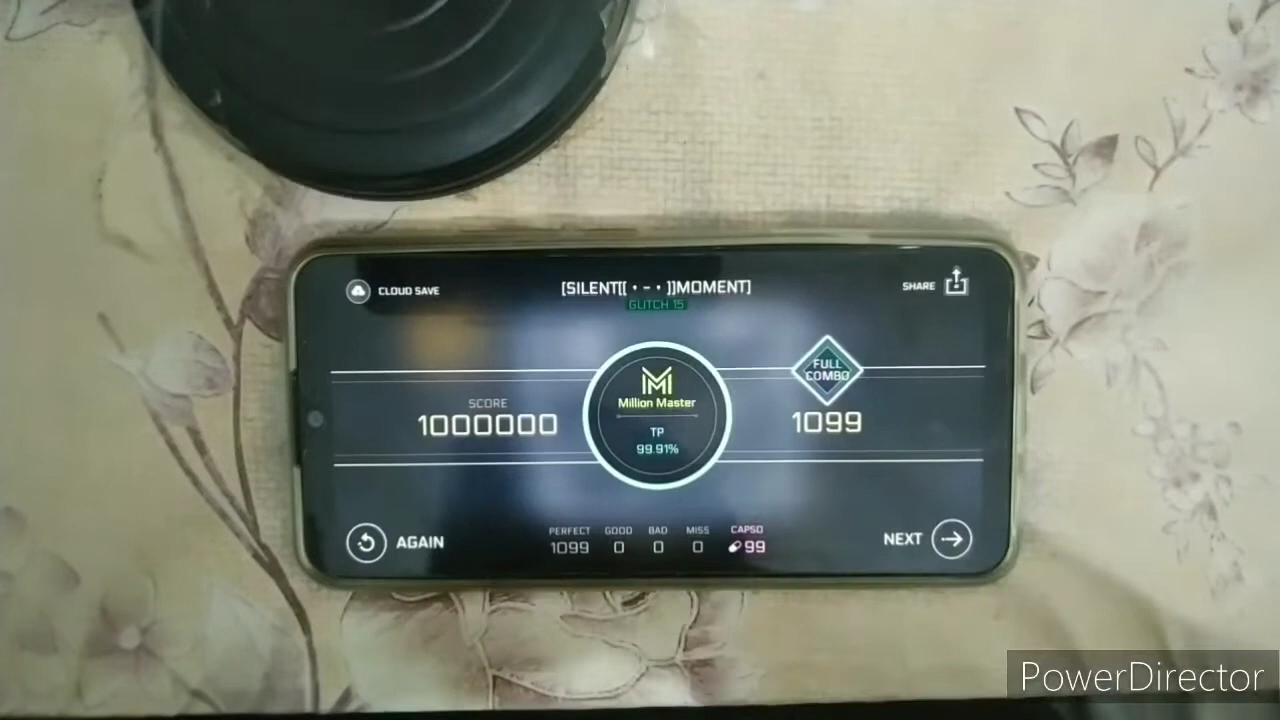 CLOUD SAVE
[SILENT[[ · - · ]]MOMENT]
GLITCH 15
SHARE
SCORE
1000000
Million Master
TP
99.91%
FULL
COMBO
1099
AGAIN
PERFECT GOOD BAD MISS CAPSO
1099 0 0 0 99
NEXT
PowerDirector